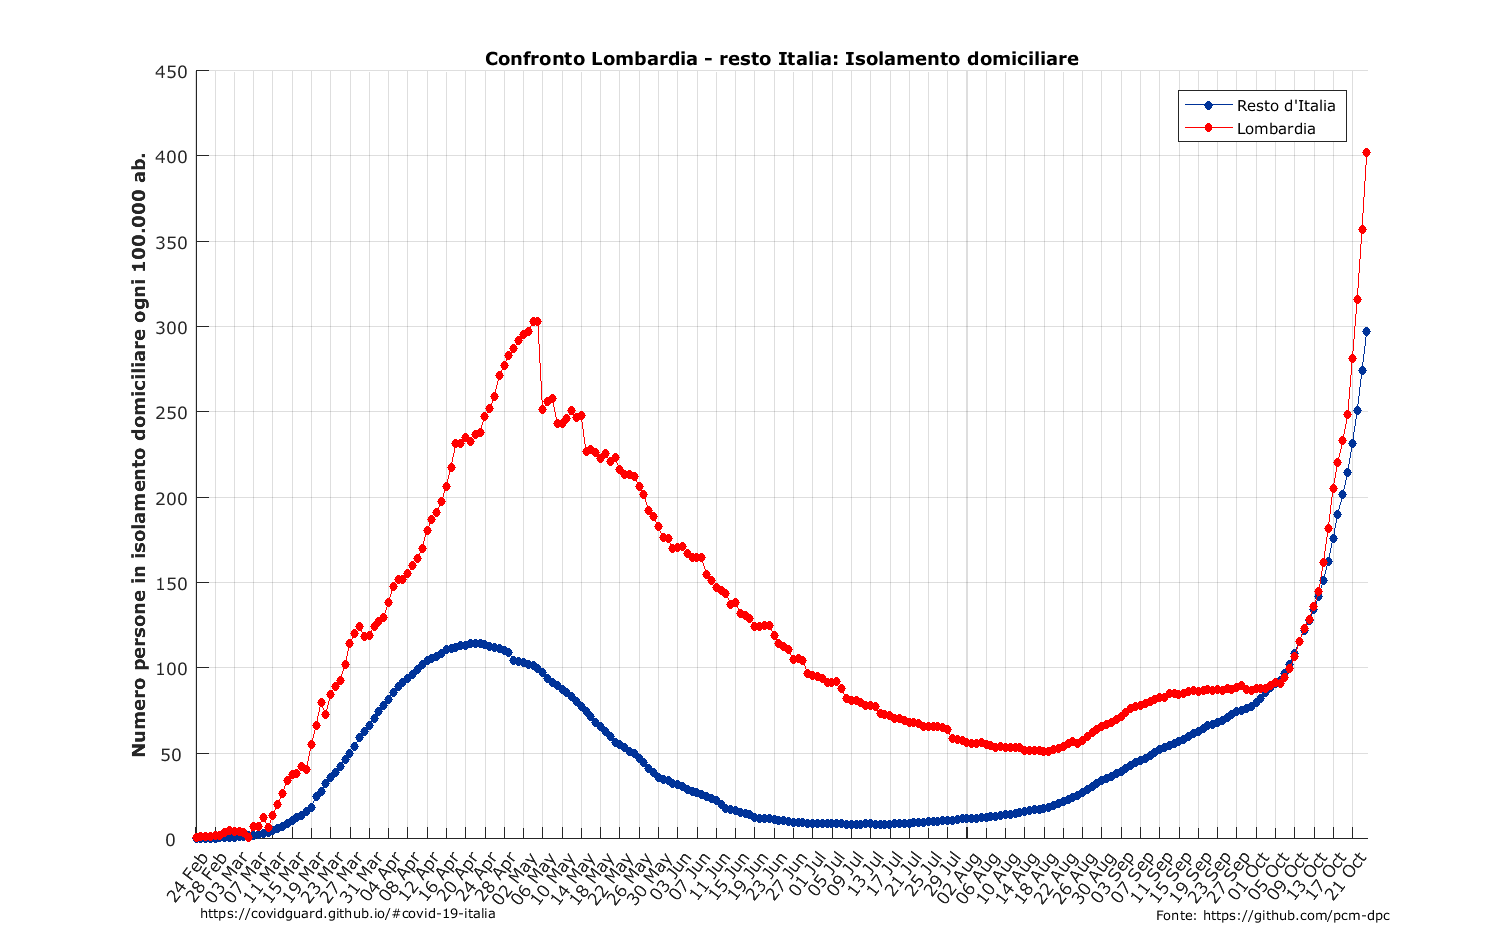 Confronto Lombardia - resto Italia: Isolamento domiciliare
Numero persone in isolamento domiciliare ogni 100.000 ab.
450
400
350
300
250
200
150
100
50
0
Resto d'Italia
Lombardia
24 Feb
28 Feb
03 Mar
07 Mar
11 Mar
15 Mar
19 Mar
23 Mar
27 Mar
31 Mar
04 Apr
08 Apr
12 Apr
16 Apr
20 Apr
24 Apr
28 Apr
02 May
06 May
10 May
14 May
18 May
22 May
26 May
30 May
03 Jun
07 Jun
11 Jun
15 Jun
19 Jun
23 Jun
27 Jun
01 Jul
05 Jul
09 Jul
13 Jul
17 Jul
21 Jul
25 Jul
29 Jul
02 Aug
06 Aug
10 Aug
14 Aug
18 Aug
22 Aug
26 Aug
30 Aug
03 Sep
07 Sep
11 Sep
15 Sep
19 Sep
23 Sep
27 Sep
01 Oct
05 Oct
09 Oct
13 Oct
17 Oct
21 Oct
https://covidguard.github.io/#covid-19-italia
Fonte: https://github.com/pcm-dpc